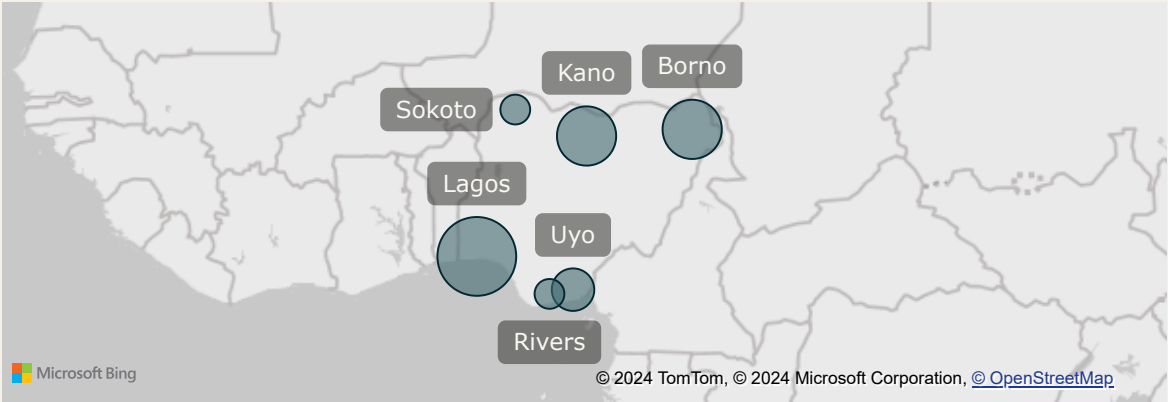 Kano
Borno
Sokoto
Lagos
Uyo
Rivers
Microsoft Bing
© 2024 TomTom, © 2024 Microsoft Corporation, © OpenStreetMap